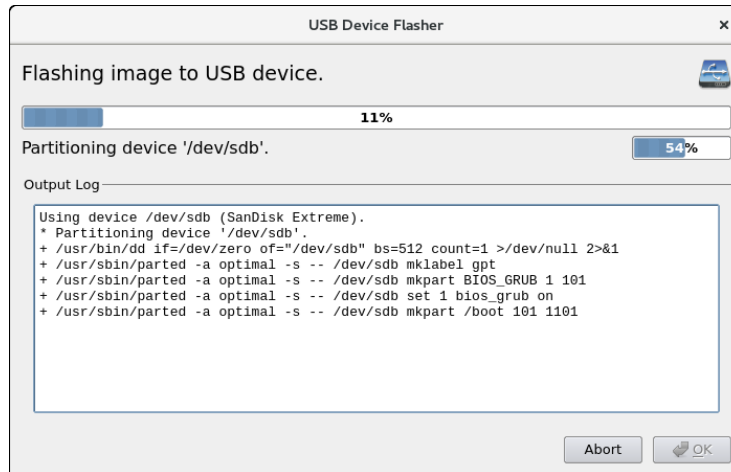 USB Device Flasher
Flashing image to USB device.
11%
Partitioning device '/dev/sdb'.
54%
Output Log
Using device /dev/sdb (SanDisk Extreme).
* Partitioning device '/dev/sdb'.
+ /usr/bin/dd if=/dev/zero of="/dev/sdb" bs=512 count=1 >/dev/null 2>&1
+ /usr/sbin/parted -a optimal -s -- /dev/sdb mklabel gpt
+ /usr/sbin/parted -a optimal -s -- /dev/sdb mkpart BIOS_GRUB 1 101
+ /usr/sbin/parted -a optimal -s -- /dev/sdb set 1 bios_grub on
+ /usr/sbin/parted -a optimal -s -- /dev/sdb mkpart /boot 101 1101
Abort
OK